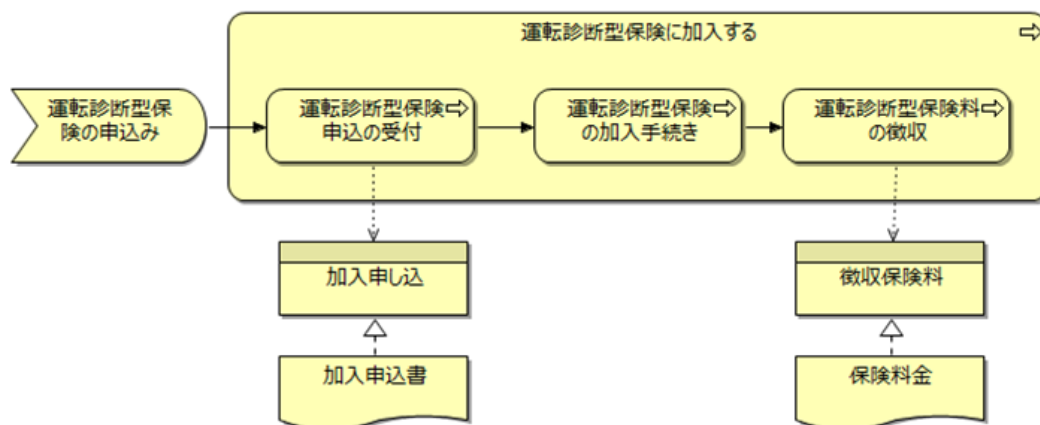 運転診断型保険に加入する
運転診断型保
険の申込み
運転診断型保険
申込の受付
運転診断型保険
の加入手続き
運転診断型保険料
の徴収
加入申し込
徴収保険料
加入申込書
保険料金